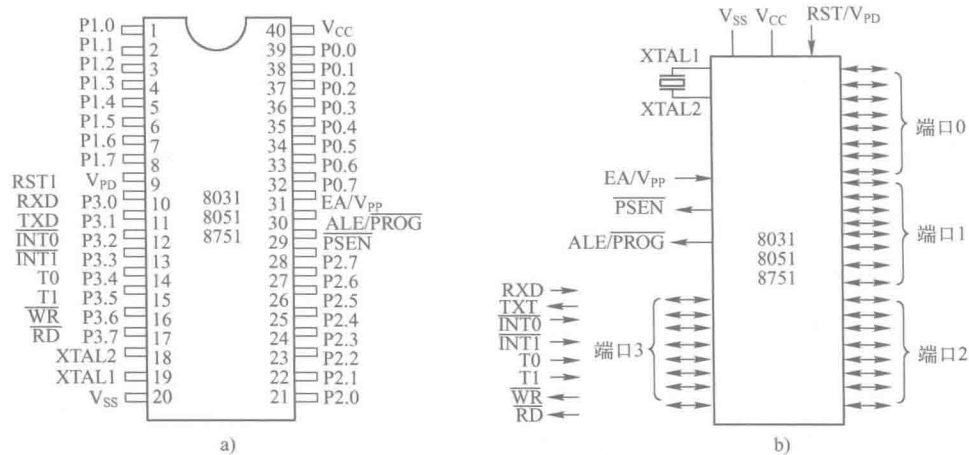 P1.0 1 40 VCC
P1.1 2 39 P0.0
P1.2 3 38 P0.1
P1.3 4 37 P0.2
P1.4 5 36 P0.3
P1.5 6 35 P0.4
P1.6 7 34 P0.5
P1.7 8 33 P0.6
RST1 VPD 9 32 P0.7
RXD P3.0 10 8031 31 EA/VPP
TXD P3.1 11 8051 30 ALE/PROG
INT0 P3.2 12 8751 29 PSEN
INT1 P3.3 13 28 P2.7
T0 P3.4 14 27 P2.6
T1 P3.5 15 26 P2.5
WR P3.6 16 25 P2.4
RD P3.7 17 24 P2.3
XTAL2 18 23 P2.2
XTAL1 19 22 P2.1
VSS 20 21 P2.0
a)
VSS VCC RST/VPD
XTAL1
XTAL2
端口0
EA/VPP
PSEN
ALE/PROG
端口1
8031
8051
8751
RXD
TXT
INT0
INT1
T0
T1
WR
RD
端口3
端口2
b)